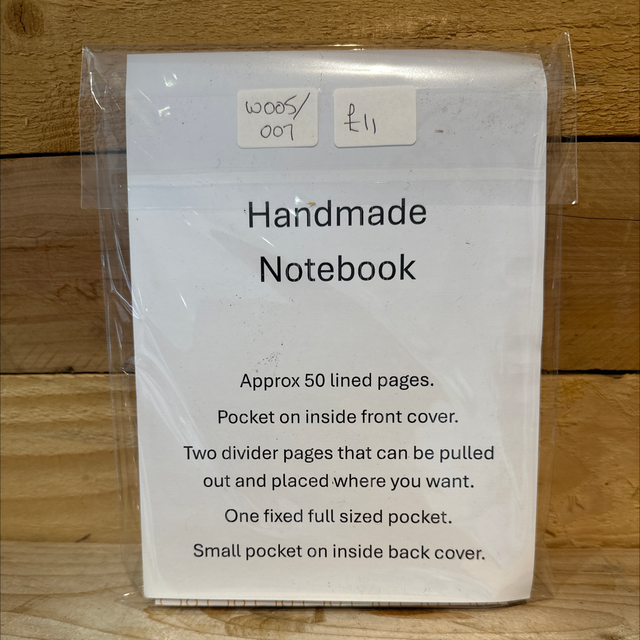 W005/
007
£11
Handmade
Notebook
Approx 50 lined pages.
Pocket on inside front cover.
Two divider pages that can be pulled
out and placed where you want.
One fixed full sized pocket.
Small pocket on inside back cover.